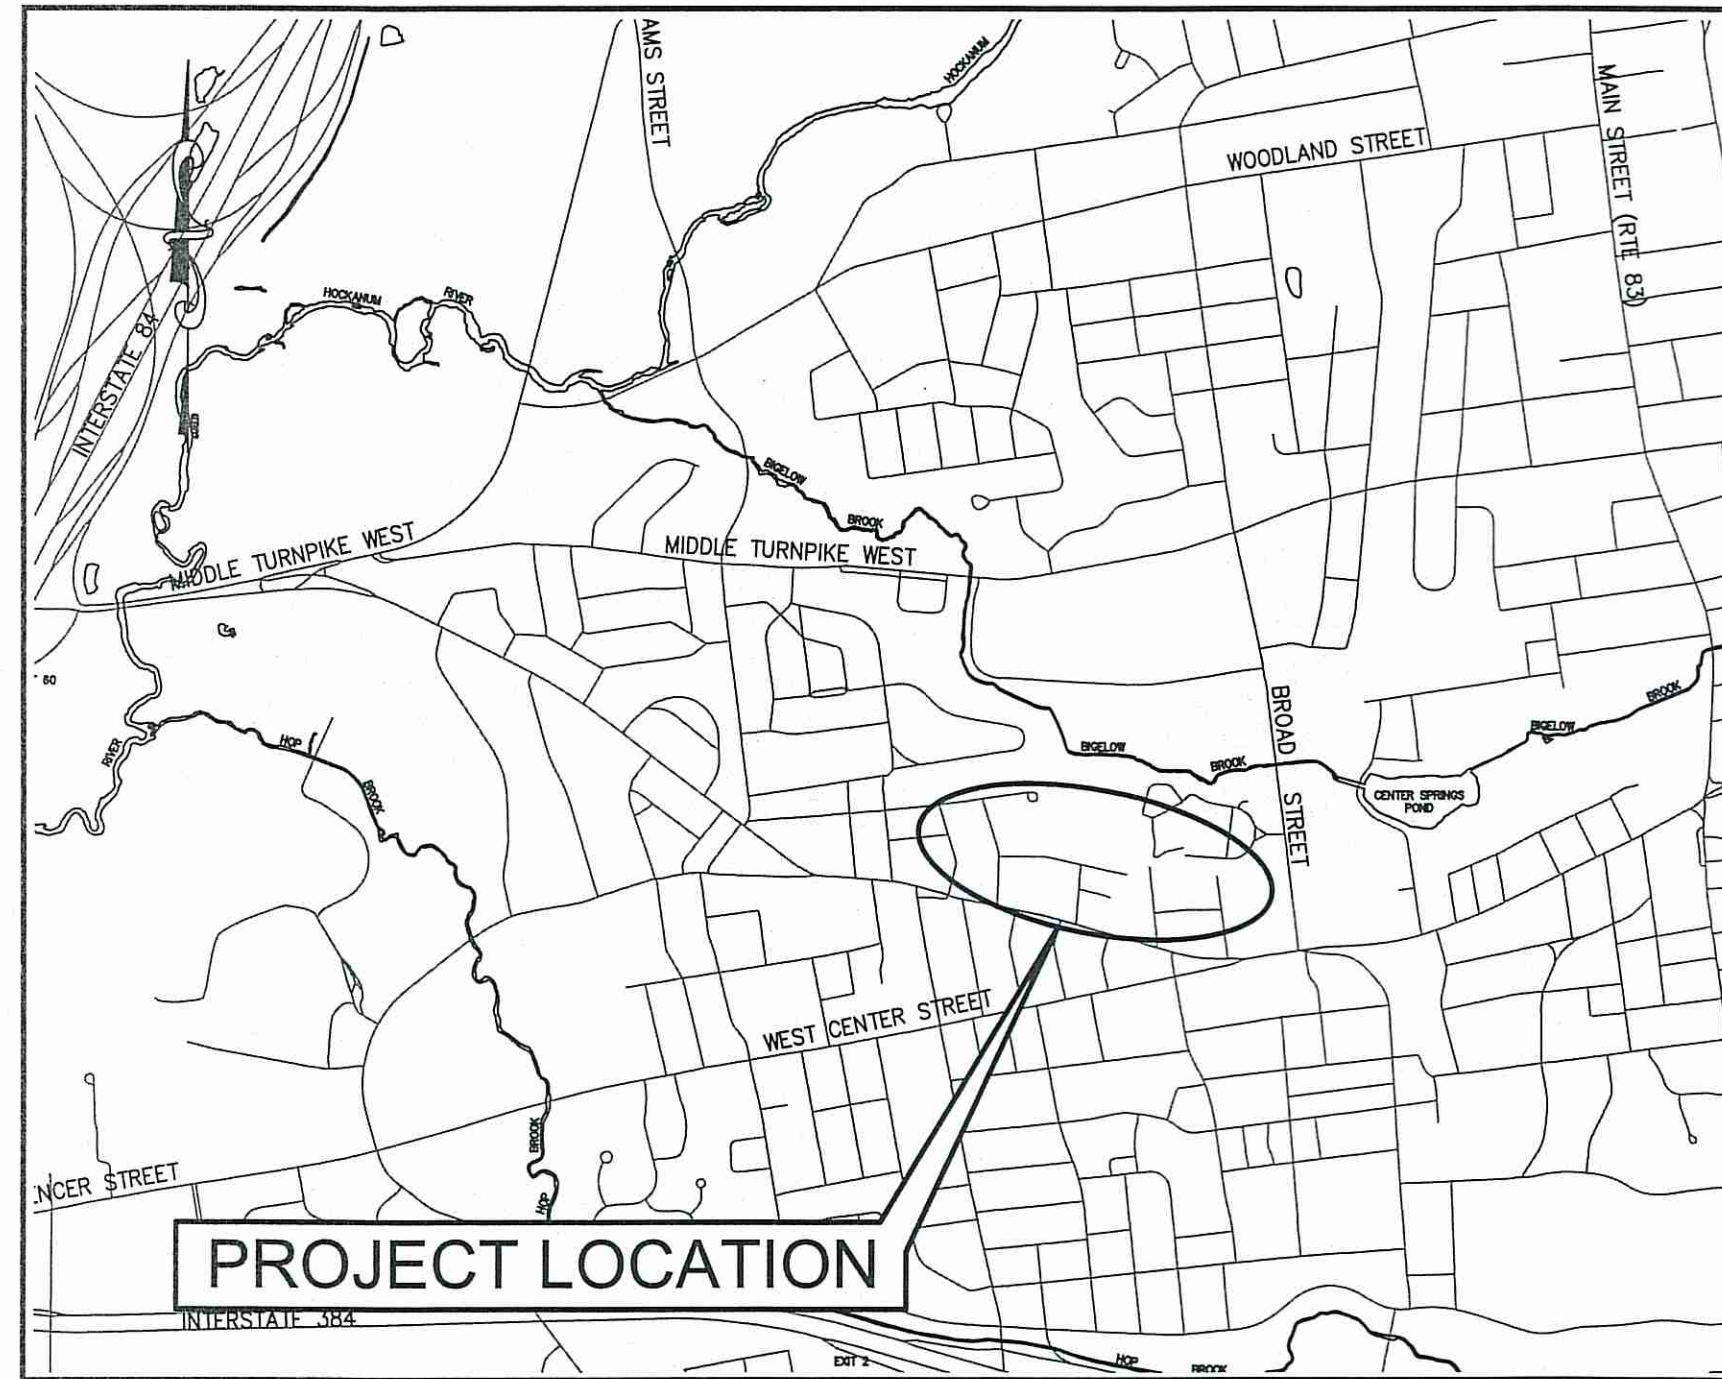 AMS STREET
HOCKANUM
MAIN STREET (RTE 83)
WOODLAND STREET
HOCKANUM
RIVER
INTERSTATE 84
BIGELOW
BROOK
MIDDLE TURNPIKE WEST
MIDDLE TURNPIKE WEST
60
BROAD STREET
BROOK
BIGELOW
BIGELOW
BROOK
RIVER
HOP
BROOK
CENTER SPRINGS
POND
WEST CENTER STREET
BROOK
HOP
NCER STREET
PROJECT LOCATION
INTERSTATE 384
EXIT 2
HOP
BROOK